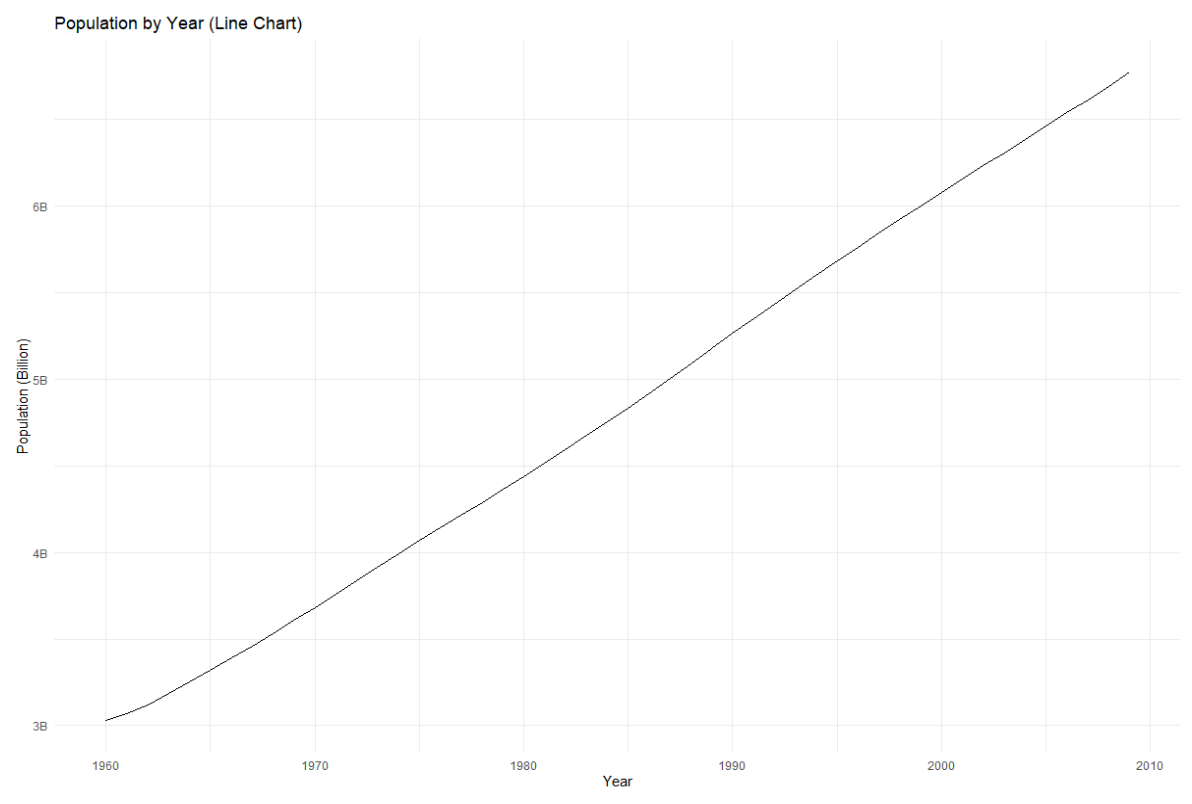 Population by Year (Line Chart)
Population (Billion)
6B
5B
4B
3B
1960 1970 1980 1990 2000 2010
Year